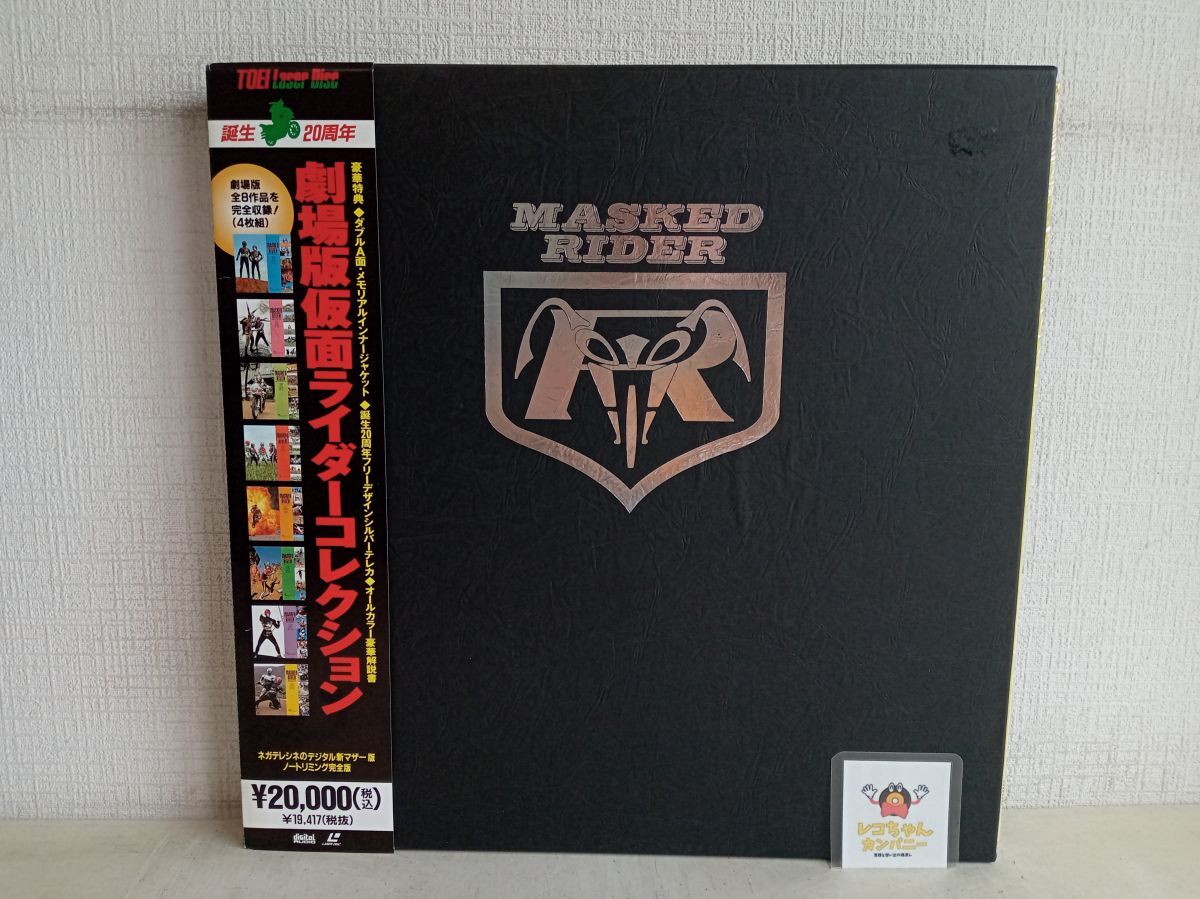 TOEI Laser Disc
誕生 20周年
劇場版
全8作品を
完全収録!
(4枚組)
豪華特典 ◆ダブルA面・メモリアルインナージャケット ◆誕生20周年フリーデザインシルバーテレカ ◆オールカラー豪華解説書
劇場版仮面ライダーコレクション
ネガテレシネのデジタル新マザー版
ノートリミング完全版
¥20,000(税込)
¥19,417(税抜)
digital AUDIO
LASER DISC
MASKED
RIDER
レコちゃん
カンパニー